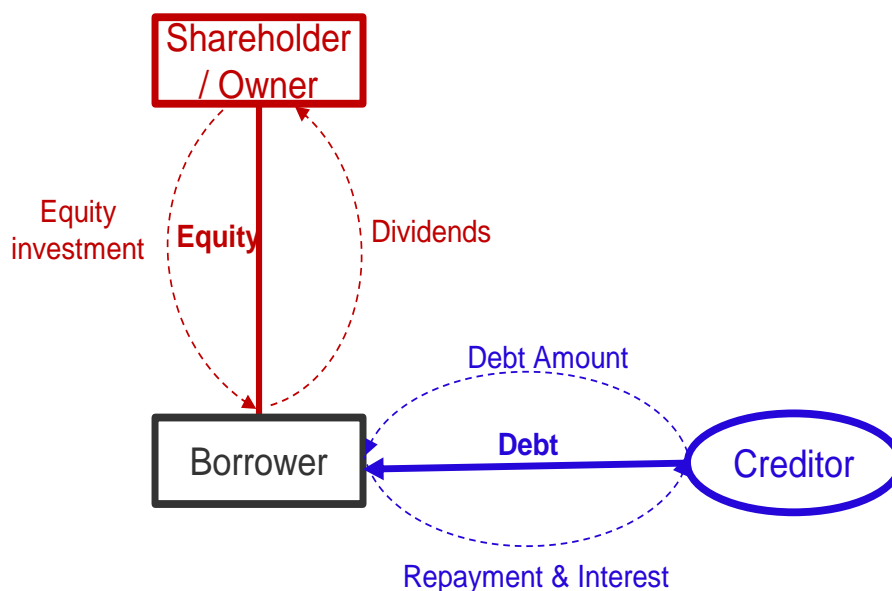 Shareholder
/ Owner
Equity
investment
Equity
Dividends
Debt Amount
Borrower
Debt
Creditor
Repayment & Interest